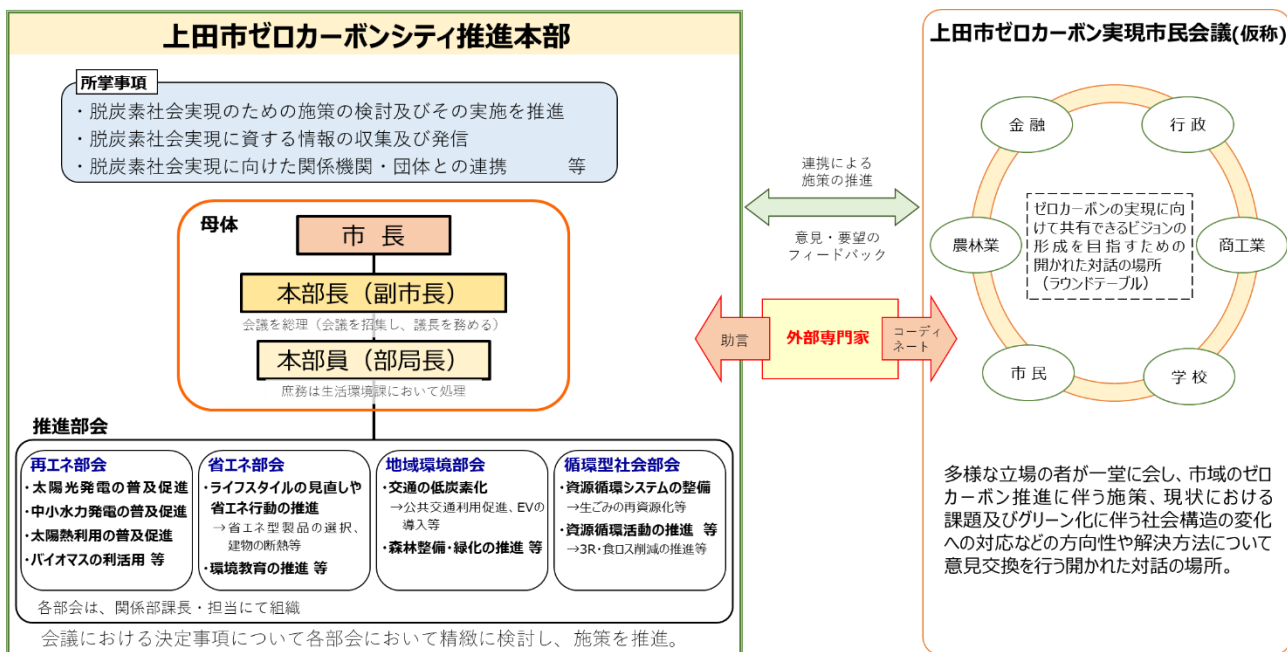 上田市ゼロカーボンシティ推進本部
所掌事項
・脱炭素社会実現のための施策の検討及びその実施を推進
・脱炭素社会実現に資する情報の収集及び発信
・脱炭素社会実現に向けた関係機関・団体との連携 等
母体
市 長
本部長（副市長）
会議を総理（会議を招集し、議長を務める）
本部員（部局長）
庶務は生活環境課において処理
推進部会
再エネ部会
・太陽光発電の普及促進
・中小水力発電の普及促進
・太陽熱利用の普及促進
・バイオマスの利活用 等
省エネ部会
・ライフスタイルの見直しや
省エネ行動の推進
→省エネ型製品の選択、
建物の断熱等
・環境教育の推進 等
地域環境部会
・交通の低炭素化
→公共交通利用促進、EVの
導入等
・森林整備・緑化の推進 等
循環型社会部会
・資源循環システムの整備
→生ごみの再資源化等
・資源循環活動の推進 等
→3R・食ロス削減の推進等
各部会は、関係部課長・担当にて組織
会議における決定事項について各部会において精緻に検討し、施策を推進。
連携による
施策の推進
意見・要望の
フィードバック
助言
外部専門家
コーディ
ネート
上田市ゼロカーボン実現市民会議(仮称)
金 融
行 政
農林業
商工業
市 民
学 校
ゼロカーボンの実現に向
けて共有できるビジョンの
形成を目指すための
開かれた対話の場所
（ラウンドテーブル）
多様な立場の者が一堂に会し、市域のゼロ
カーボン推進に伴う施策、現状における
課題及びグリーン化に伴う社会構造の変化
への対応などの方向性や解決方法について
意見交換を行う開かれた対話の場所。